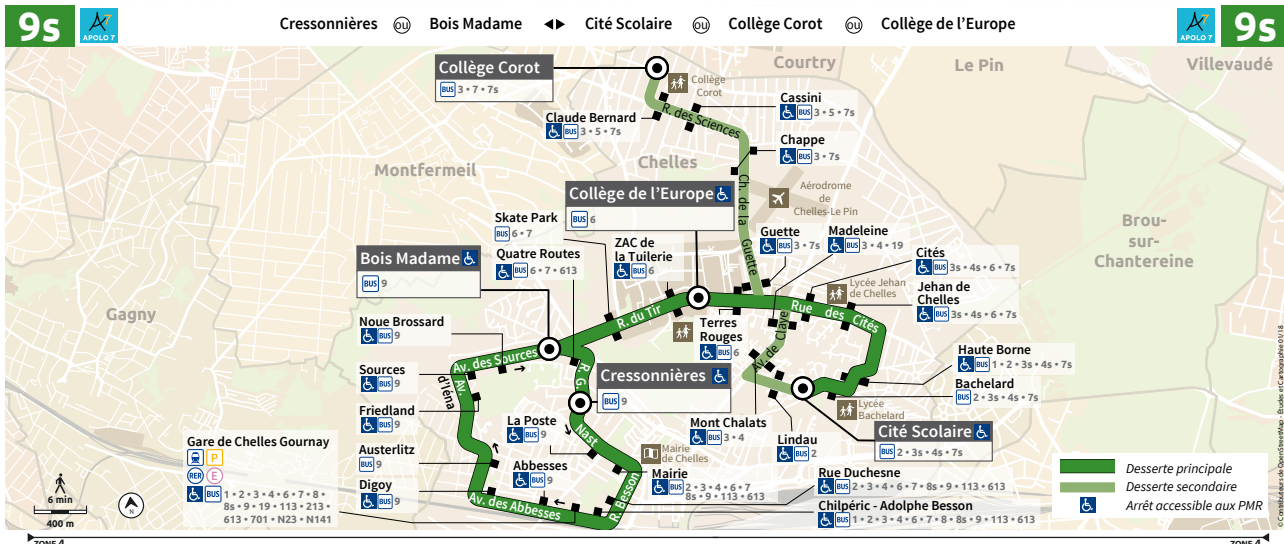 9s
APOLO 7
Cressonnières ou Bois Madame ◂▸ Cité Scolaire ou Collège Corot ou Collège de l'Europe
APOLO 7
9s
Courtry
Le Pin
Villevaudé
Collège Corot
BUS 3 • 7 • 7s
Collège
Corot
Cassini
BUS 3 • 5 • 7s
Claude Bernard
BUS 3 • 5 • 7s
R. des Sciences
Chappe
BUS 3 • 7s
Montfermeil
Chelles
Ch. de la Guette
Aérodrome
de
Chelles-Le Pin
Collège de l'Europe
BUS 6
Skate Park
BUS 6 • 7
ZAC de
la Tuilerie
BUS 6
Guette
BUS 3 • 7s
Madeleine
BUS 3 • 4 • 19
Brou-
sur-
Chantereine
Bois Madame
BUS 9
Quatre Routes
BUS 6 • 7 • 613
Cités
BUS 3s • 4s • 6 • 7s
Lycée Jehan
de Chelles
Jehan de
Chelles
BUS 3s • 4s • 6 • 7s
Gagny
Noue Brossard
BUS 9
R. du Tir
Rue des Cités
Terres
Rouges
BUS 6
Av. de Claye
Av. des Sources
Haute Borne
BUS 1 • 2 • 3s • 4s • 7s
Sources
BUS 9
Av.
d'Iéna
R. G. Nast
Cressonnières
BUS 9
Bachelard
BUS 2 • 3s • 4s • 7s
Lycée
Bachelard
Friedland
BUS 9
La Poste
BUS 9
Mont Chalats
BUS 3 • 4
Lindau
BUS 2
Cité Scolaire
BUS 2 • 3s • 4s • 7s
Gare de Chelles Gournay
P
RER E
BUS 1 • 2 • 3 • 4 • 6 • 7 • 8 •
8s • 9 • 19 • 113 • 213 •
613 • 701 • N23 • N141
Austerlitz
BUS 9
Abbesses
BUS 9
Mairie
de Chelles
Mairie
BUS 2 • 3 • 4 • 6 • 7
8s • 9 • 113 • 613
Digoy
BUS 9
Av. des Abbesses
R. Besson
Rue Duchesne
BUS 2 • 3 • 4 • 6 • 7 • 8s • 9 • 113 • 613
Chilpéric - Adolphe Besson
BUS 1 • 2 • 3 • 4 • 6 • 7 • 8 • 8s • 9 • 113 • 613
Desserte principale
Desserte secondaire
Arrêt accessible aux PMR
6 min
400 m
N
ZONE 4
ZONE 4
© Contributeurs de OpenStreetMap - Études et Cartographie 01/18